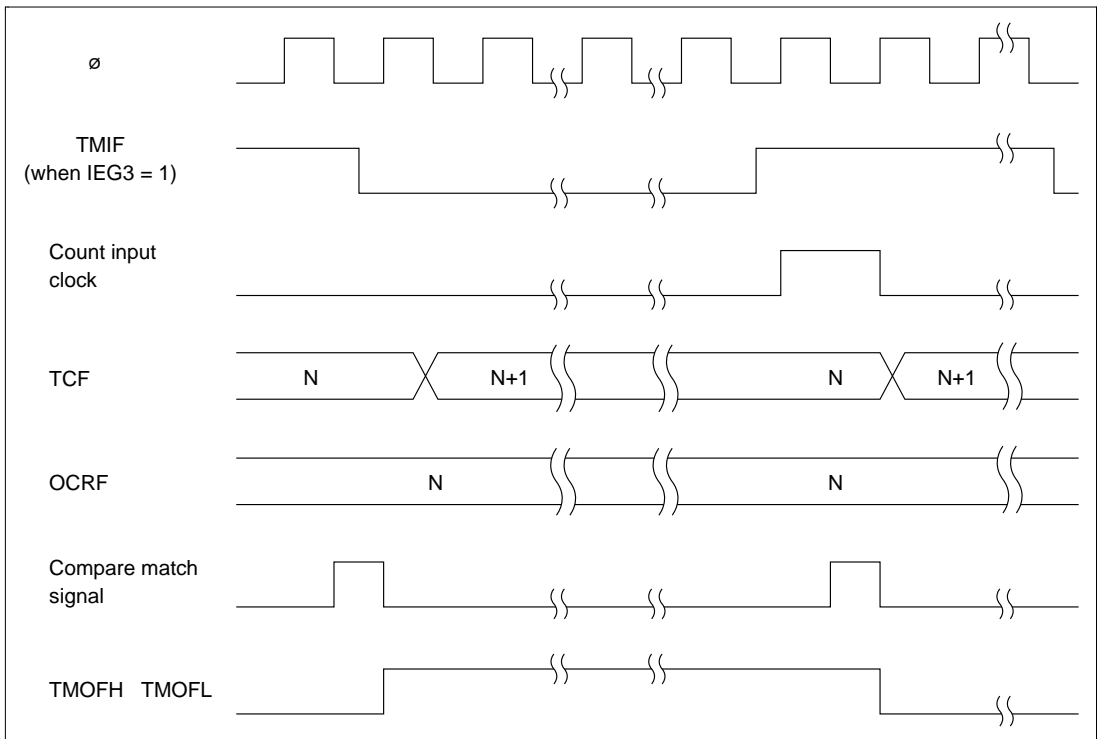 ø
TMIF
(when IEG3 = 1)
Count input
clock
TCF N N+1 N N+1
OCRF N N
Compare match
signal
TMOFH TMOFL